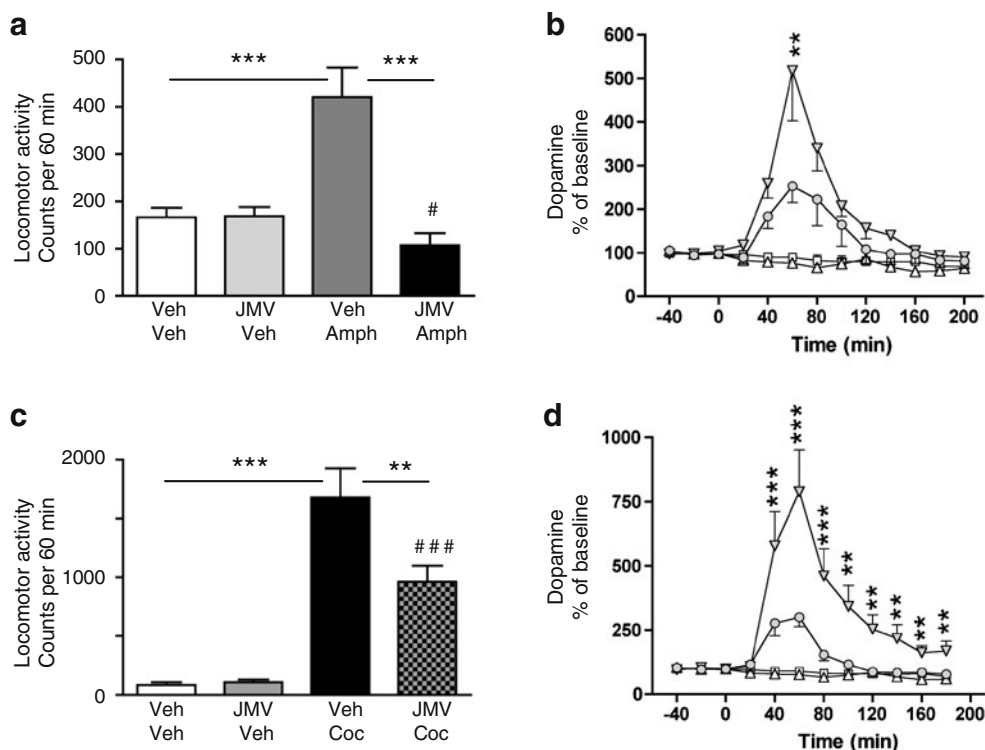 a
Locomotor activity
Counts per 60 min
500
400
300
200
100
0
***
***
#
Veh
Veh
JMV
Veh
Veh
Amph
JMV
Amph
b
Dopamine
% of baseline
600
500
400
300
200
100
0
**
-40
0
40
80
120
160
200
Time (min)
c
Locomotor activity
Counts per 60 min
2000
1000
0
***
**
###
Veh
Veh
JMV
Veh
Veh
Coc
JMV
Coc
d
Dopamine
% of baseline
1000
750
500
250
0
***
***
***
**
**
**
**
**
-40
0
40
80
120
160
200
Time (min)